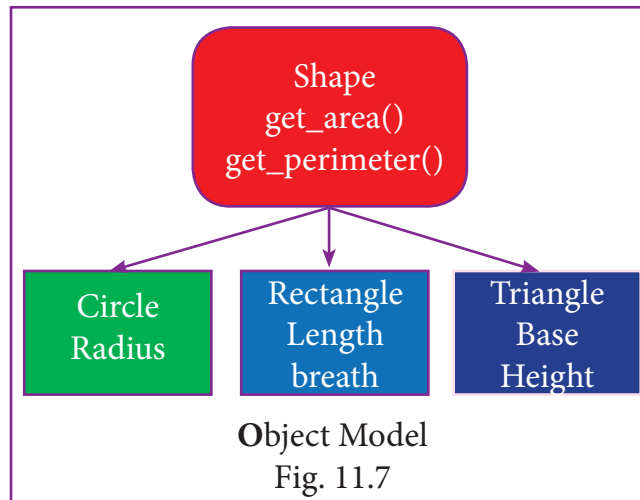 Shape
get_area()
get_perimeter()
Circle
Radius
Rectangle
Length
breath
Triangle
Base
Height
Object Model
Fig. 11.7